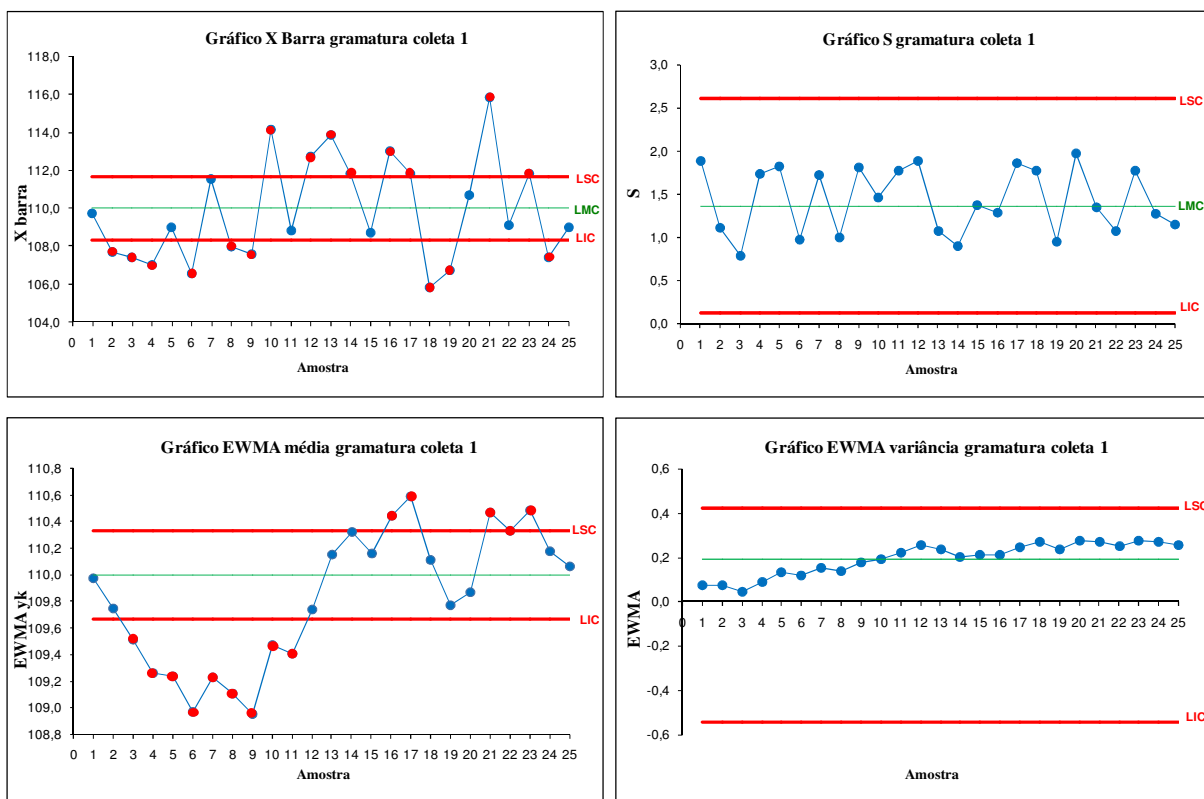 Gráfico X Barra gramatura coleta 1
118,0
116,0
114,0
112,0
110,0
108,0
106,0
104,0
X barra
LSC
LMC
LIC
0 1 2 3 4 5 6 7 8 9 10 11 12 13 14 15 16 17 18 19 20 21 22 23 24 25
Amostra
Gráfico S gramatura coleta 1
3,0
2,5
2,0
1,5
1,0
0,5
0,0
S
LSC
LMC
LIC
0 1 2 3 4 5 6 7 8 9 10 11 12 13 14 15 16 17 18 19 20 21 22 23 24 25
Amostra
Gráfico EWMA média gramatura coleta 1
110,8
110,6
110,4
110,2
110,0
109,8
109,6
109,4
109,2
109,0
108,8
EWMA yk
LSC
LIC
0 1 2 3 4 5 6 7 8 9 10 11 12 13 14 15 16 17 18 19 20 21 22 23 24 25
Amostra
Gráfico EWMA variância gramatura coleta 1
0,6
0,4
0,2
0,0
-0,2
-0,4
-0,6
EWMA
LSC
LIC
0 1 2 3 4 5 6 7 8 9 10 11 12 13 14 15 16 17 18 19 20 21 22 23 24 25
Amostra